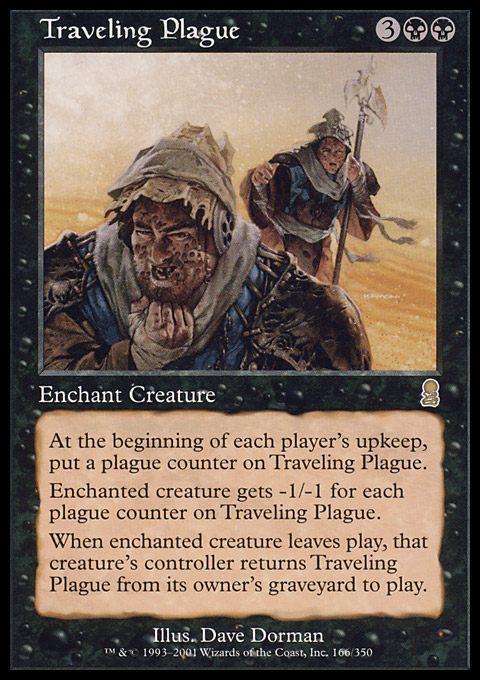 Traveling Plague 3
Enchant Creature
At the beginning of each player's upkeep,
put a plague counter on Traveling Plague.
Enchanted creature gets -1/-1 for each
plague counter on Traveling Plague.
When enchanted creature leaves play, that
creature's controller returns Traveling
Plague from its owner's graveyard to play.
Illus. Dave Dorman
™ & © 1993–2001 Wizards of the Coast, Inc. 166/350